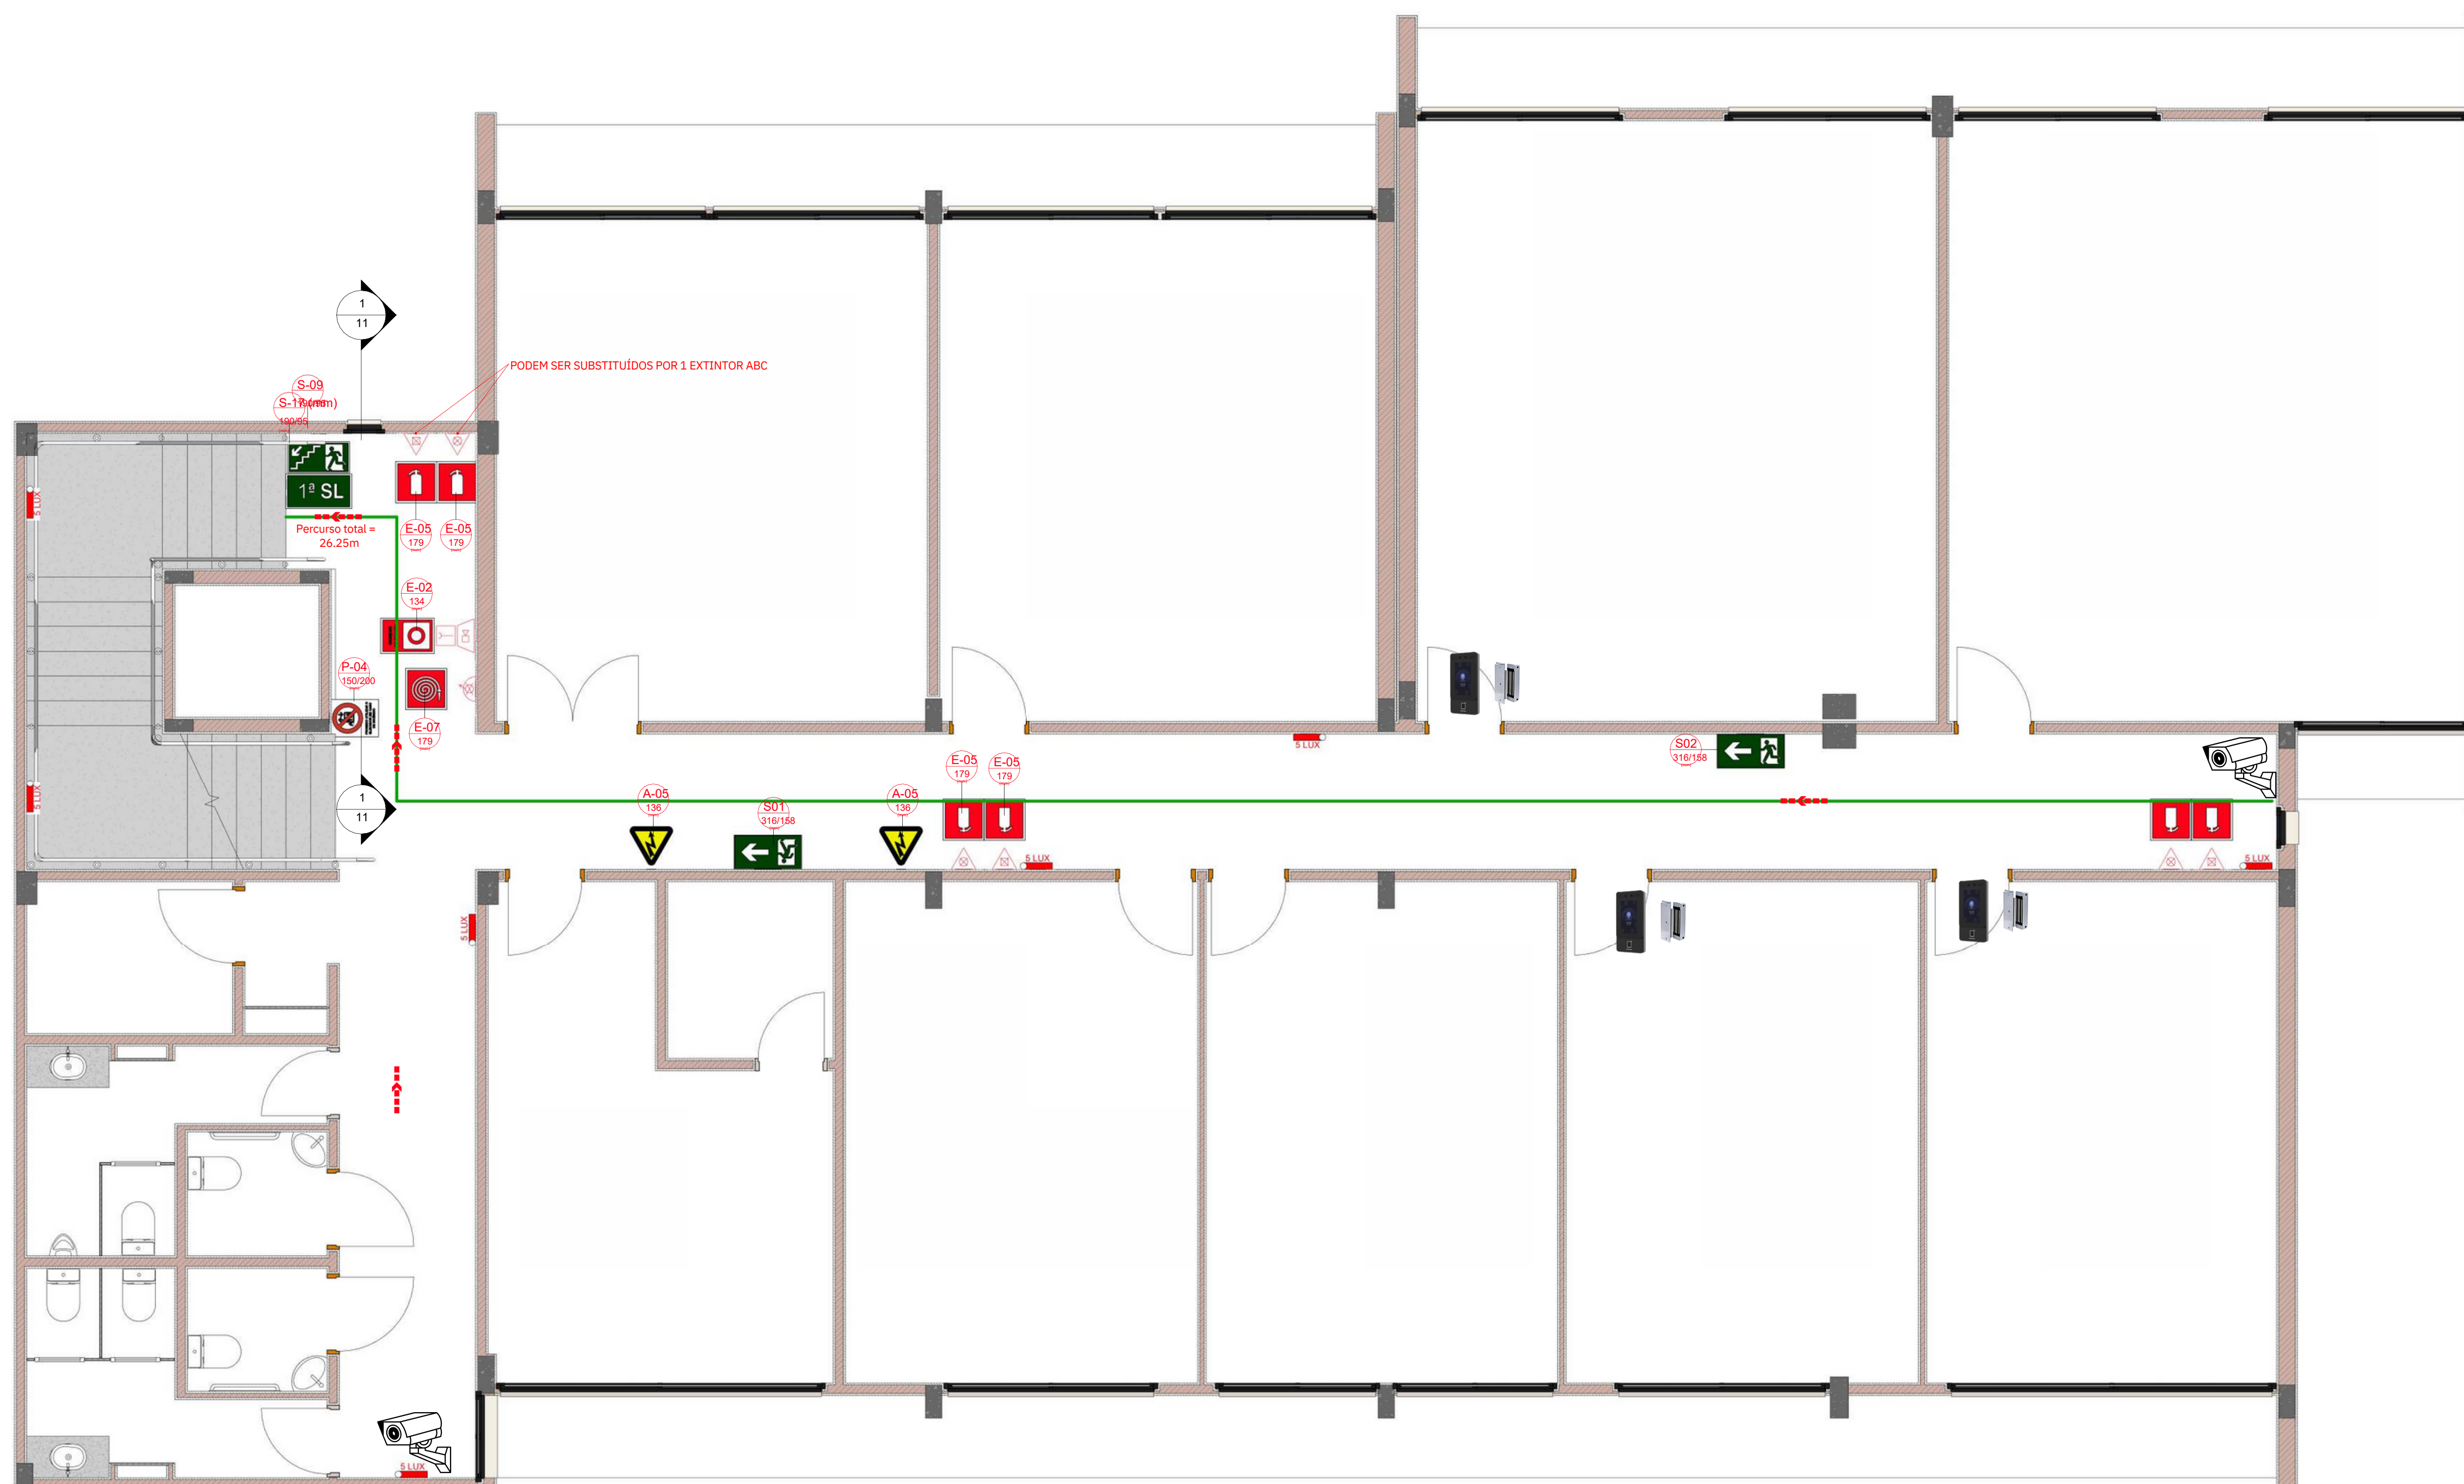 1
11
PODEM SER SUBSTITUÍDOS POR 1 EXTINTOR ABC
S-09
S-17
190/95
1ª SL
5 LUX
Percurso total =
26.25m
E-05
179
E-05
179
E-02
134
P-04
150/200
E-07
179
5 LUX
S02
316/158
E-05
179
E-05
179
A-05
136
S01
316/158
A-05
136
5 LUX
1
11
5 LUX
5 LUX
5 LUX
5 LUX